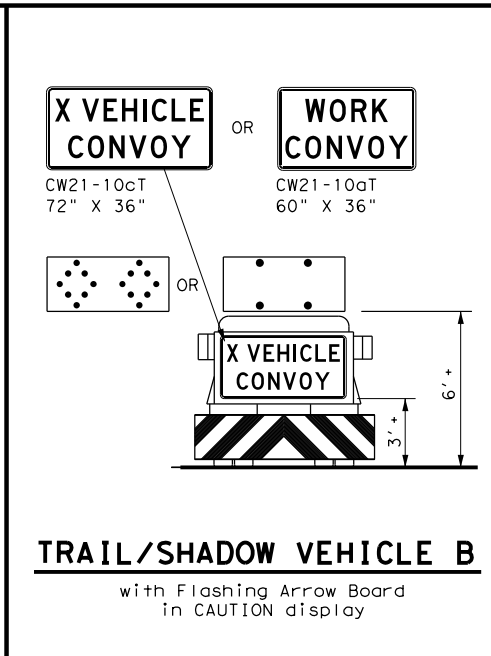 X VEHICLE
CONVOY
OR
WORK
CONVOY
CW21-10cT
72" X 36"
CW21-10aT
60" X 36"
OR
X VEHICLE
CONVOY
6'+
3'+
TRAIL/SHADOW VEHICLE B
with Flashing Arrow Board
in CAUTION display